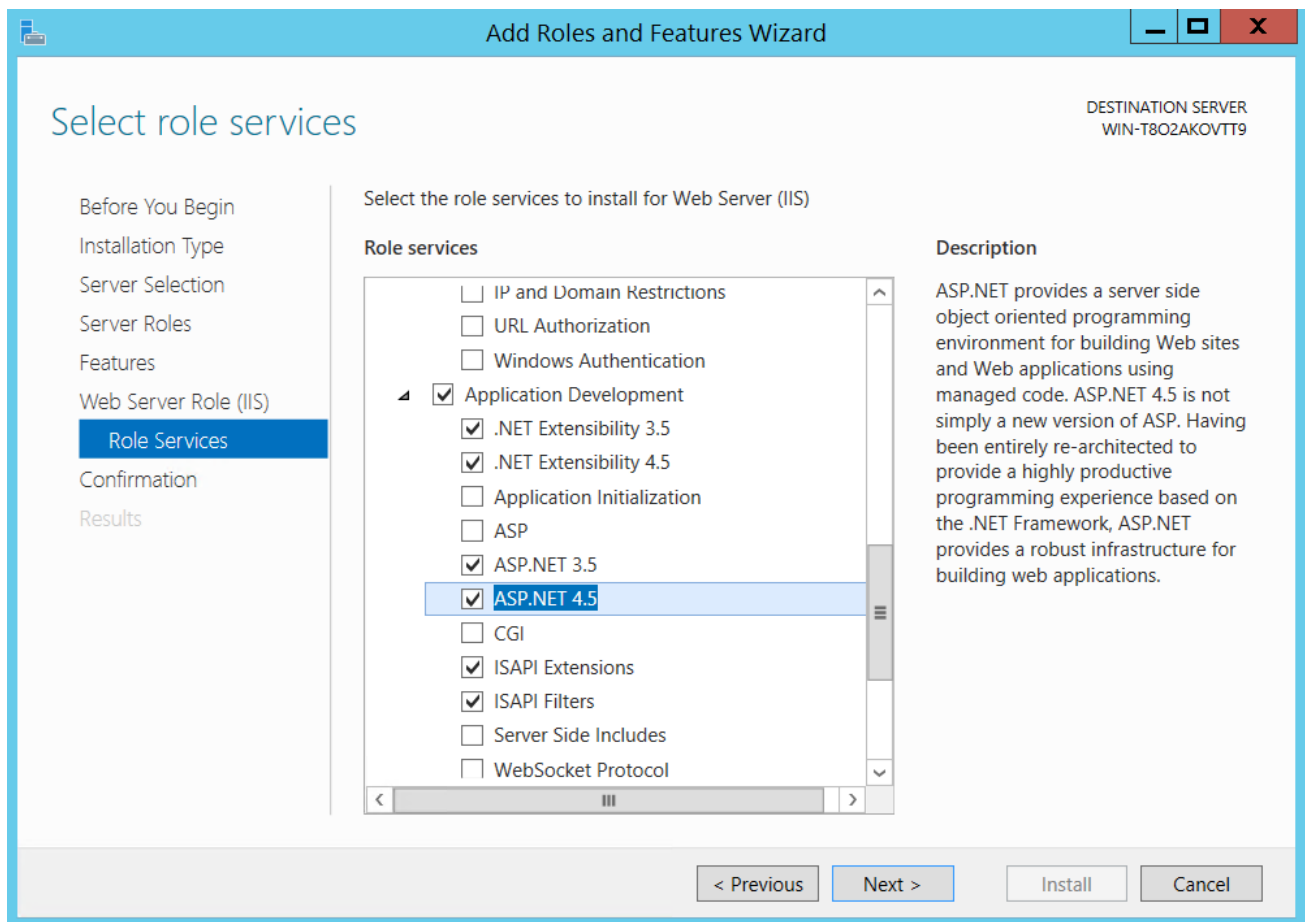 Add Roles and Features Wizard
X
Select role services
DESTINATION SERVER
WIN-T8O2AKOVTT9
Before You Begin
Installation Type
Server Selection
Server Roles
Features
Web Server Role (IIS)
Role Services
Confirmation
Results
Select the role services to install for Web Server (IIS)
Role services
IP and Domain Restrictions
URL Authorization
Windows Authentication
Application Development
.NET Extensibility 3.5
.NET Extensibility 4.5
Application Initialization
ASP
ASP.NET 3.5
ASP.NET 4.5
CGI
ISAPI Extensions
ISAPI Filters
Server Side Includes
WebSocket Protocol
Description
ASP.NET provides a server side
object oriented programming
environment for building Web sites
and Web applications using
managed code. ASP.NET 4.5 is not
simply a new version of ASP. Having
been entirely re-architected to
provide a highly productive
programming experience based on
the .NET Framework, ASP.NET
provides a robust infrastructure for
building web applications.
< Previous
Next >
Install
Cancel